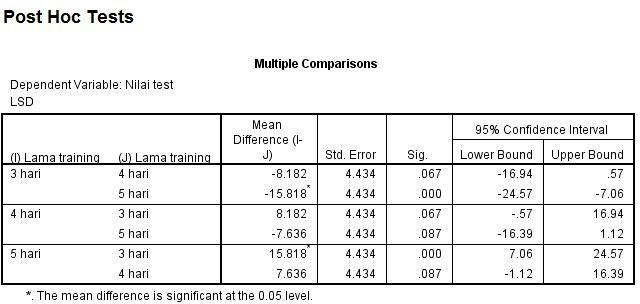 Post Hoc Tests
Multiple Comparisons
Dependent Variable: Nilai test
LSD
Mean Difference (I-J) Std. Error Sig. 95% Confidence Interval
(I) Lama training (J) Lama training Lower Bound Upper Bound
3 hari 4 hari -8.182 4.434 .067 -16.94 .57
5 hari -15.818* 4.434 .000 -24.57 -7.06
4 hari 3 hari 8.182 4.434 .067 -.57 16.94
5 hari -7.636 4.434 .087 -16.39 1.12
5 hari 3 hari 15.818* 4.434 .000 7.06 24.57
4 hari 7.636 4.434 .087 -1.12 16.39
*. The mean difference is significant at the 0.05 level.